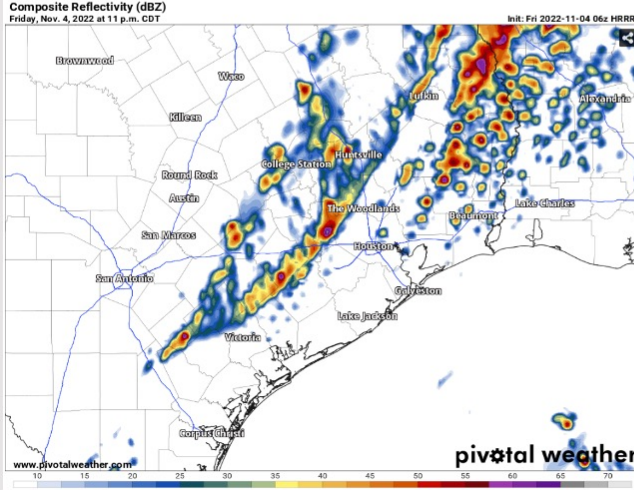 Composite Reflectivity (dBZ)
Friday, Nov. 4, 2022 at 11 p.m. CDT
Init: Fri 2022-11-04 06z HRRR
Brownwood
Waco
Lufkin
Alexandria
Killeen
Huntsville
College Station
Round Rock
Austin
The Woodlands
Lake Charles
Beaumont
San Marcos
Houston
San Antonio
Galveston
Lake Jackson
Victoria
Corpus Christi
pivotal weather
www.pivotalweather.com
10 15 20 25 30 35 40 45 50 55 60 65 70